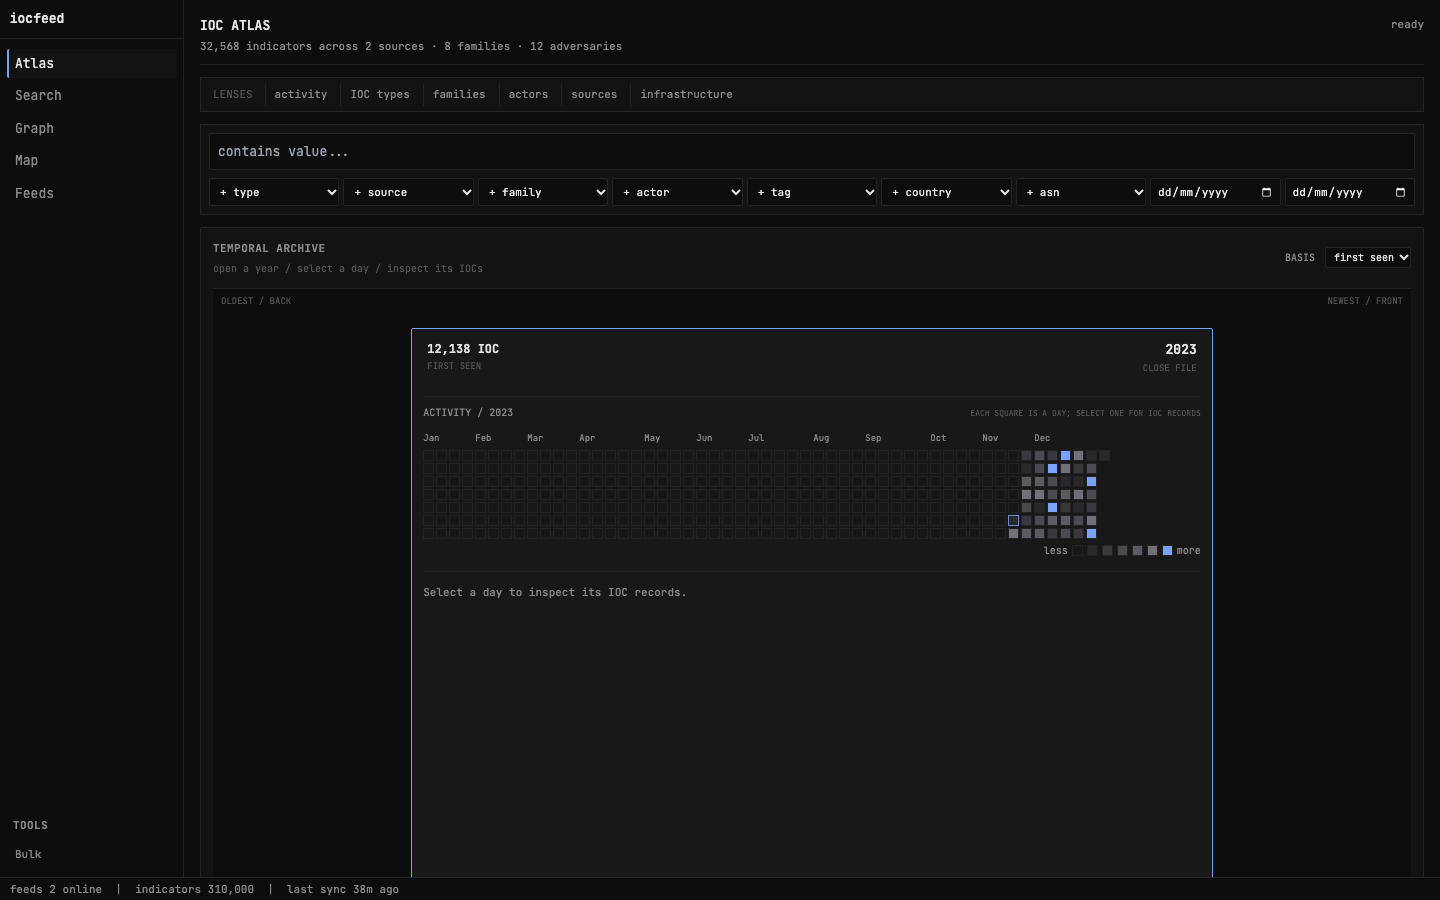 iocfeed
Atlas
Search
Graph
Map
Feeds
TOOLS
Bulk
IOC ATLAS
ready
32,568 indicators across 2 sources · 8 families · 12 adversaries
LENSES activity IOC types families actors sources infrastructure
contains value...
+ type + source + family + actor + tag + country + asn dd/mm/yyyy dd/mm/yyyy
TEMPORAL ARCHIVE
open a year / select a day / inspect its IOCs
BASIS first seen
OLDEST / BACK NEWEST / FRONT
12,138 IOC 2023
FIRST SEEN CLOSE FILE
ACTIVITY / 2023 EACH SQUARE IS A DAY; SELECT ONE FOR IOC RECORDS
Jan Feb Mar Apr May Jun Jul Aug Sep Oct Nov Dec
less more
Select a day to inspect its IOC records.
feeds 2 online | indicators 310,000 | last sync 38m ago